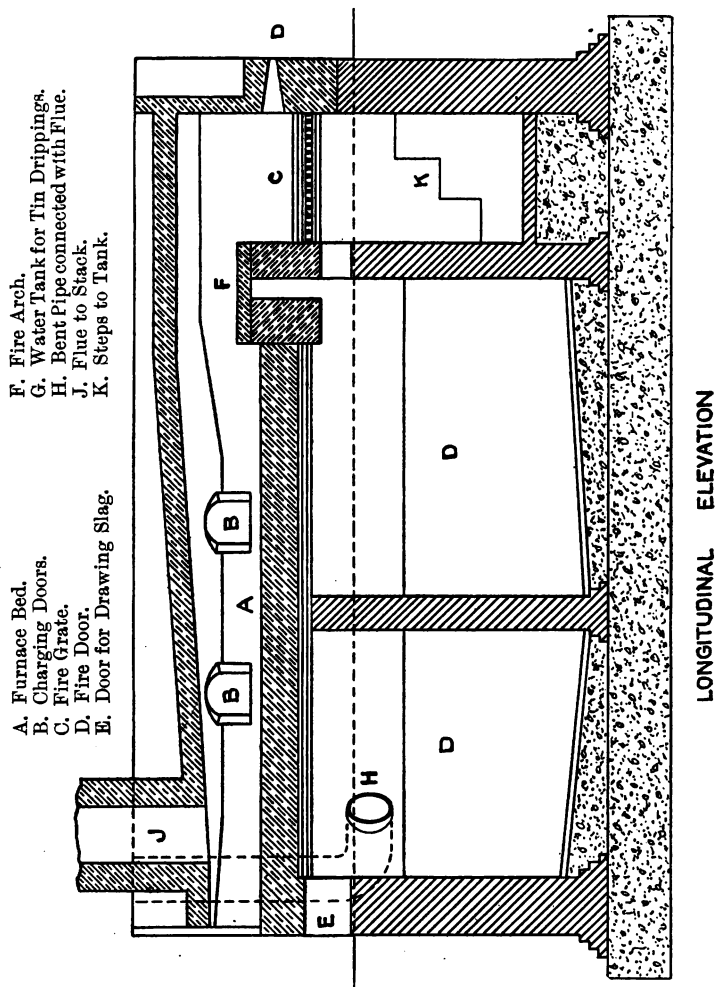 A. Furnace Bed.
B. Charging Doors.
C. Fire Grate.
D. Fire Door.
E. Door for Drawing Slag.
F. Fire Arch.
G. Water Tank for Tin Drippings.
H. Bent Pipe connected with Flue.
J. Flue to Stack.
K. Steps to Tank.
J
B
B
A
F
C
D
E
H
D
D
K
LONGITUDINAL ELEVATION